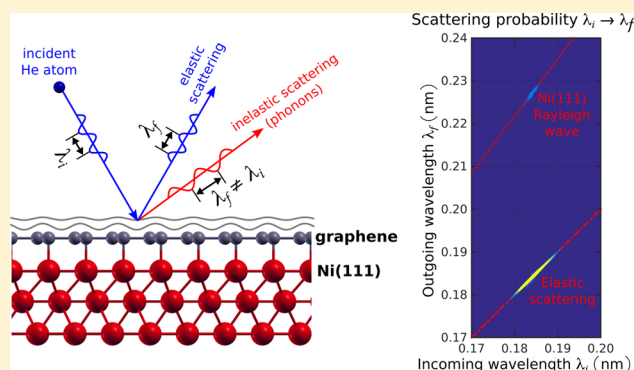 incident
He atom
λi
elastic
scattering
λf
inelastic scattering
(phonons)
λf ≠ λi
graphene
Ni(111)
Scattering probability λi → λf
0.24
0.23
0.22
0.21
0.20
0.19
0.18
0.17
Outgoing wavelength λf (nm)
Ni(111)
Rayleigh
wave
Elastic
scattering
0.17 0.18 0.19 0.20
Incoming wavelength λi (nm)